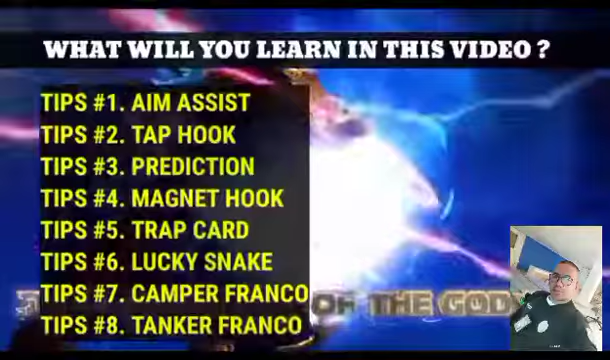 WHAT WILL YOU LEARN IN THIS VIDEO ?
TIPS #1. AIM ASSIST
TIPS #2. TAP HOOK
TIPS #3. PREDICTION
TIPS #4. MAGNET HOOK
TIPS #5. TRAP CARD
TIPS #6. LUCKY SNAKE
TIPS #7. CAMPER FRANCO
OF THE GOD
TIPS #8. TANKER FRANCO